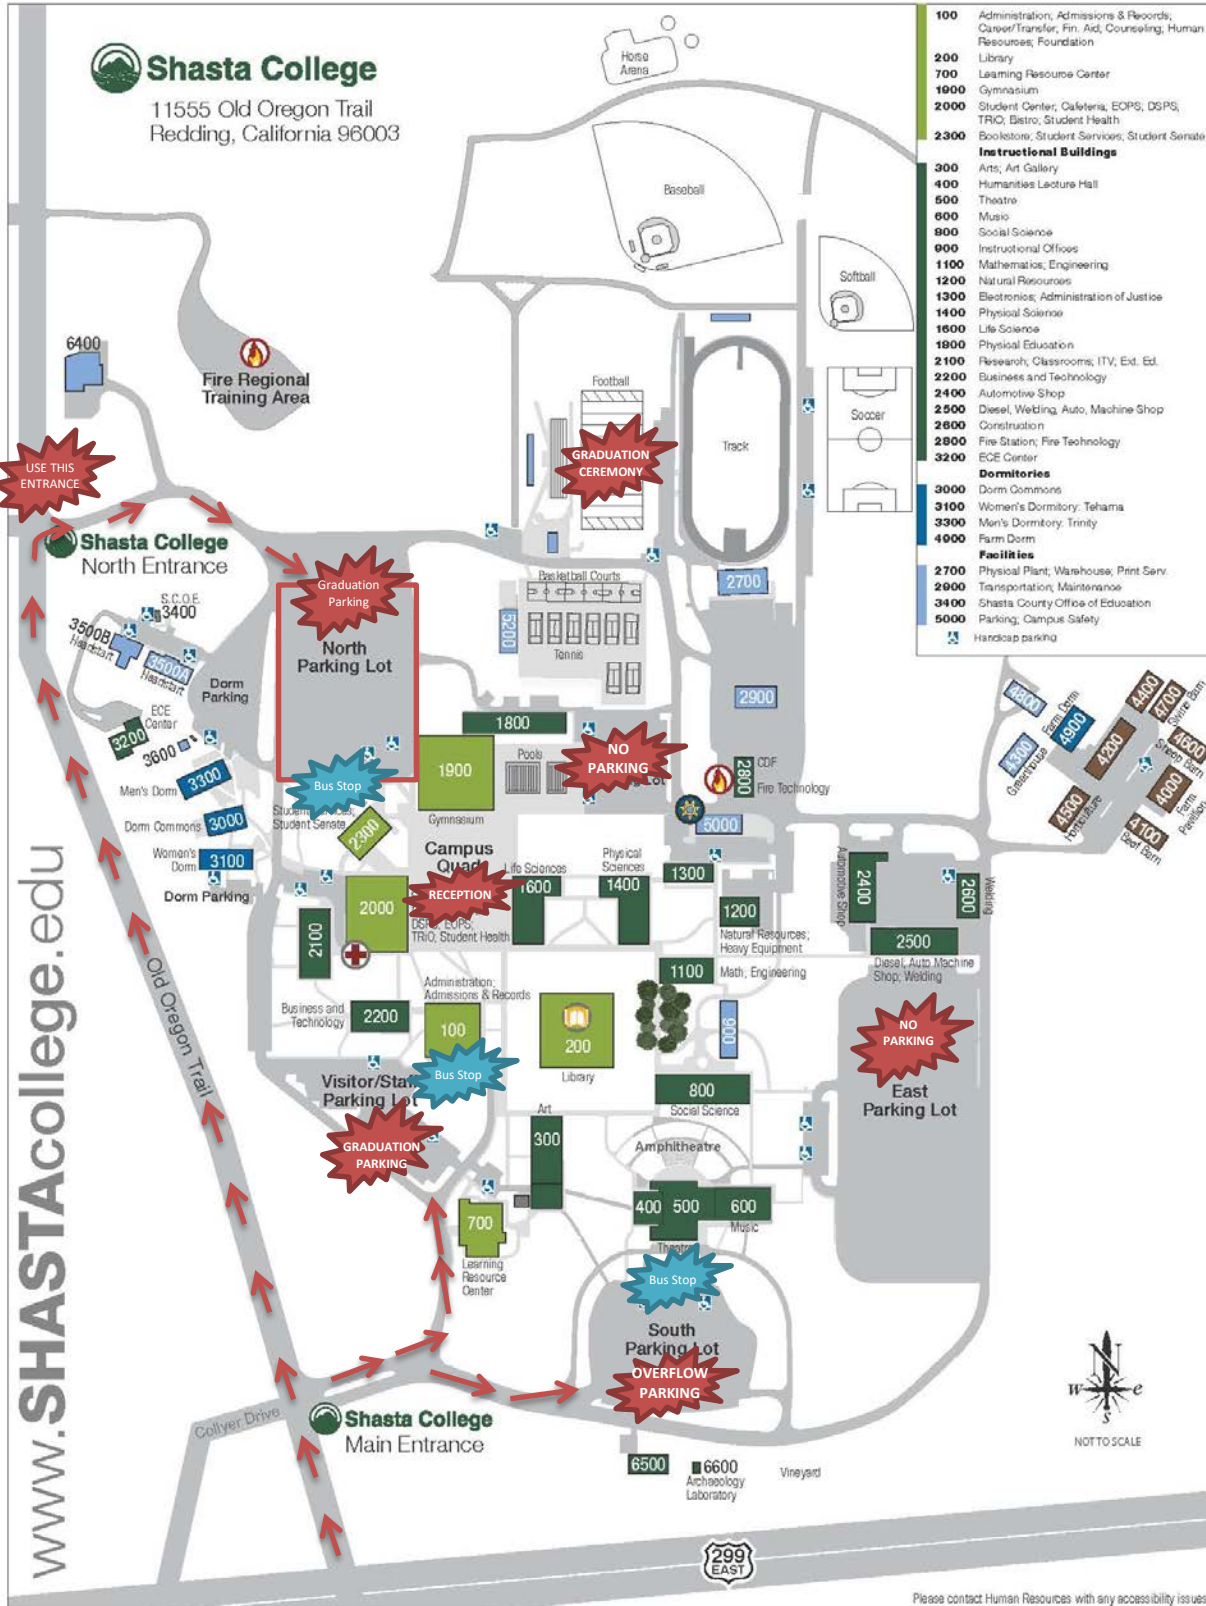 Shasta College
11555 Old Oregon Trail
Redding, California 96003
100 Administration; Admissions & Records;
Career/Transfer; Fin. Aid; Counseling; Human
Resources; Foundation
200 Library
700 Learning Resource Center
1900 Gymnasium
2000 Student Center; Cafeteria; EOPS; DSPS;
TRiO; Bistro; Student Health
2300 Bookstore; Student Services; Student Senate
Instructional Buildings
300 Arts; Art Gallery
400 Humanities Lecture Hall
500 Theatre
600 Music
800 Social Science
900 Instructional Offices
1100 Mathematics; Engineering
1200 Natural Resources
1300 Electronics; Administration of Justice
1400 Physical Science
1600 Life Science
1800 Physical Education
2100 Research; Classrooms; ITV; Ext. Ed.
2200 Business and Technology
2400 Automotive Shop
2500 Diesel, Welding, Auto, Machine Shop
2600 Construction
2800 Fire Station; Fire Technology
3200 ECE Center
Dormitories
3000 Dorm Commons
3100 Women's Dormitory: Tehama
3300 Men's Dormitory: Trinity
4900 Farm Dorm
Facilities
2700 Physical Plant; Warehouse; Print Serv.
2900 Transportation; Maintenance
3400 Shasta County Office of Education
5000 Parking; Campus Safety
Handicap parking
Horse
Arena
Baseball
Softball
6400
Fire Regional
Training Area
Football
Track
Soccer
USE THIS
ENTRANCE
GRADUATION
CEREMONY
Shasta College
North Entrance
Graduation
Parking
North
Parking Lot
Basketball Courts
Tennis
5200
2700
2900
S.C.O.E.
3400
3500B
Headstart
3500A
Headstart
Dorm
Parking
ECE
Center
3200
3600
4800
Farm Dorm
4900
4300
Greenhouse
4400
4700
Swine Barn
4200
4600
Sheep Barn
4500
Horticulture
4000
Farm
Pavilion
4100
Beef Barn
1800
NO
PARKING
Lot
1900
Pools
Gymnasium
CDF
2800
Fire Technology
5000
Men's Dorm
3300
Bus Stop
Student Services;
Student Senate
2300
Dorm Commons
3000
Women's
Dorm
3100
Dorm Parking
Campus
Quad
RECEPTION
Life Sciences
1600
Physical
Sciences
1400
1300
1200
Natural Resources;
Heavy Equipment
Automotive Shop
2400
2600
Welding
2500
Diesel; Auto Machine
Shop; Welding
2000
DSPS; EOPS;
TRiO; Student Health
2100
1100
Math, Engineering
Administration;
Admissions & Records
Business and
Technology
2200
100
200
Library
900
NO
PARKING
East
Parking Lot
Bus Stop
Visitor/Staff
Parking Lot
GRADUATION
PARKING
800
Social Science
Art
300
Amphitheatre
400
500
600
Music
Theatre
700
Learning
Resource
Center
Bus Stop
South
Parking Lot
OVERFLOW
PARKING
Old Oregon Trail
Collyer Drive
Shasta College
Main Entrance
6500
6600
Archaeology
Laboratory
Vineyard
N
w
e
s
NOT TO SCALE
299
EAST
www.SHASTAcollege.edu
Please contact Human Resources with any accessibility issues